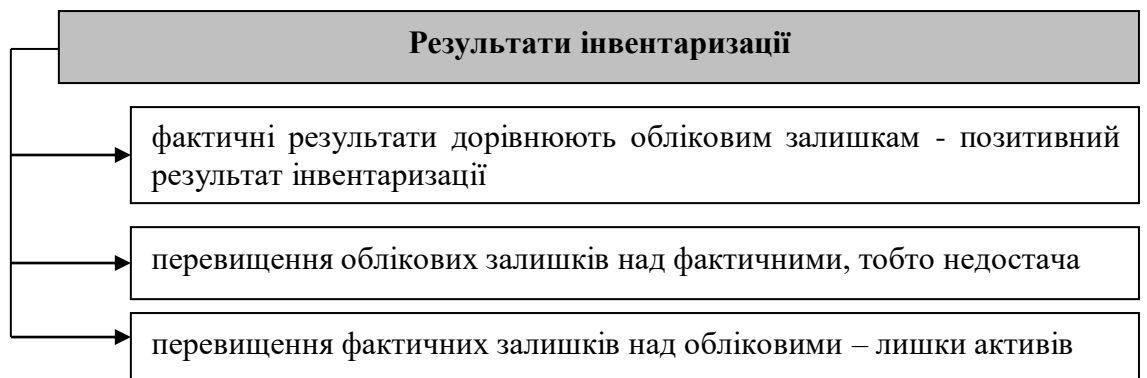 Результати інвентаризації
фактичні результати дорівнюють обліковим залишкам - позитивний
результат інвентаризації
перевищення облікових залишків над фактичними, тобто недостача
перевищення фактичних залишків над обліковими – лишки активів